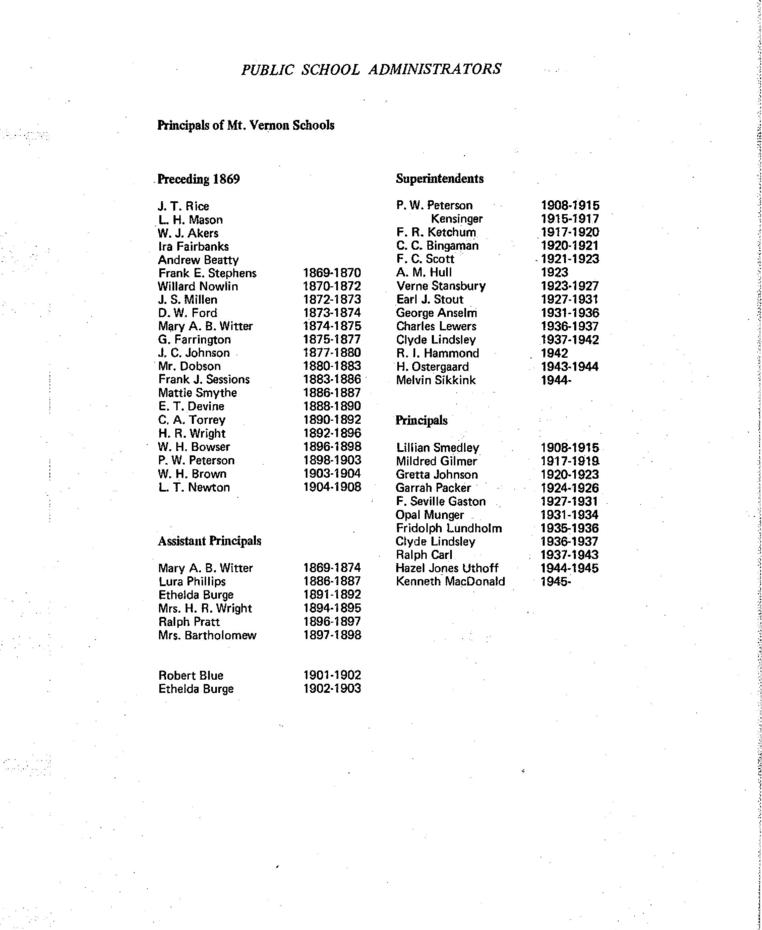 PUBLIC SCHOOL ADMINISTRATORS
Principals of Mt. Vernon Schools
Preceding 1869
J. T. Rice
L. H. Mason
W. J. Akers
Ira Fairbanks
Andrew Beatty
Frank E. Stephens 1869-1870
Willard Nowlin 1870-1872
J. S. Millen 1872-1873
D. W. Ford 1873-1874
Mary A. B. Witter 1874-1875
G. Farrington 1875-1877
J. C. Johnson 1877-1880
Mr. Dobson 1880-1883
Frank J. Sessions 1883-1886
Mattie Smythe 1886-1887
E. T. Devine 1888-1890
C. A. Torrey 1890-1892
H. R. Wright 1892-1896
W. H. Bowser 1896-1898
P. W. Peterson 1898-1903
W. H. Brown 1903-1904
L. T. Newton 1904-1908
Assistant Principals
Mary A. B. Witter 1869-1874
Lura Phillips 1886-1887
Ethelda Burge 1891-1892
Mrs. H. R. Wright 1894-1895
Ralph Pratt 1896-1897
Mrs. Bartholomew 1897-1898
Robert Blue 1901-1902
Ethelda Burge 1902-1903
Superintendents
P. W. Peterson 1908-1915
Kensinger 1915-1917
F. R. Ketchum 1917-1920
C. C. Bingaman 1920-1921
F. C. Scott 1921-1923
A. M. Hull 1923
Verne Stansbury 1923-1927
Earl J. Stout 1927-1931
George Anselm 1931-1936
Charles Lewers 1936-1937
Clyde Lindsley 1937-1942
R. I. Hammond 1942
H. Ostergaard 1943-1944
Melvin Sikkink 1944-
Principals
Lillian Smedley 1908-1915
Mildred Gilmer 1917-1919
Gretta Johnson 1920-1923
Garrah Packer 1924-1926
F. Seville Gaston 1927-1931
Opal Munger 1931-1934
Fridolph Lundholm 1935-1936
Clyde Lindsley 1936-1937
Ralph Carl 1937-1943
Hazel Jones Uthoff 1944-1945
Kenneth MacDonald 1945-